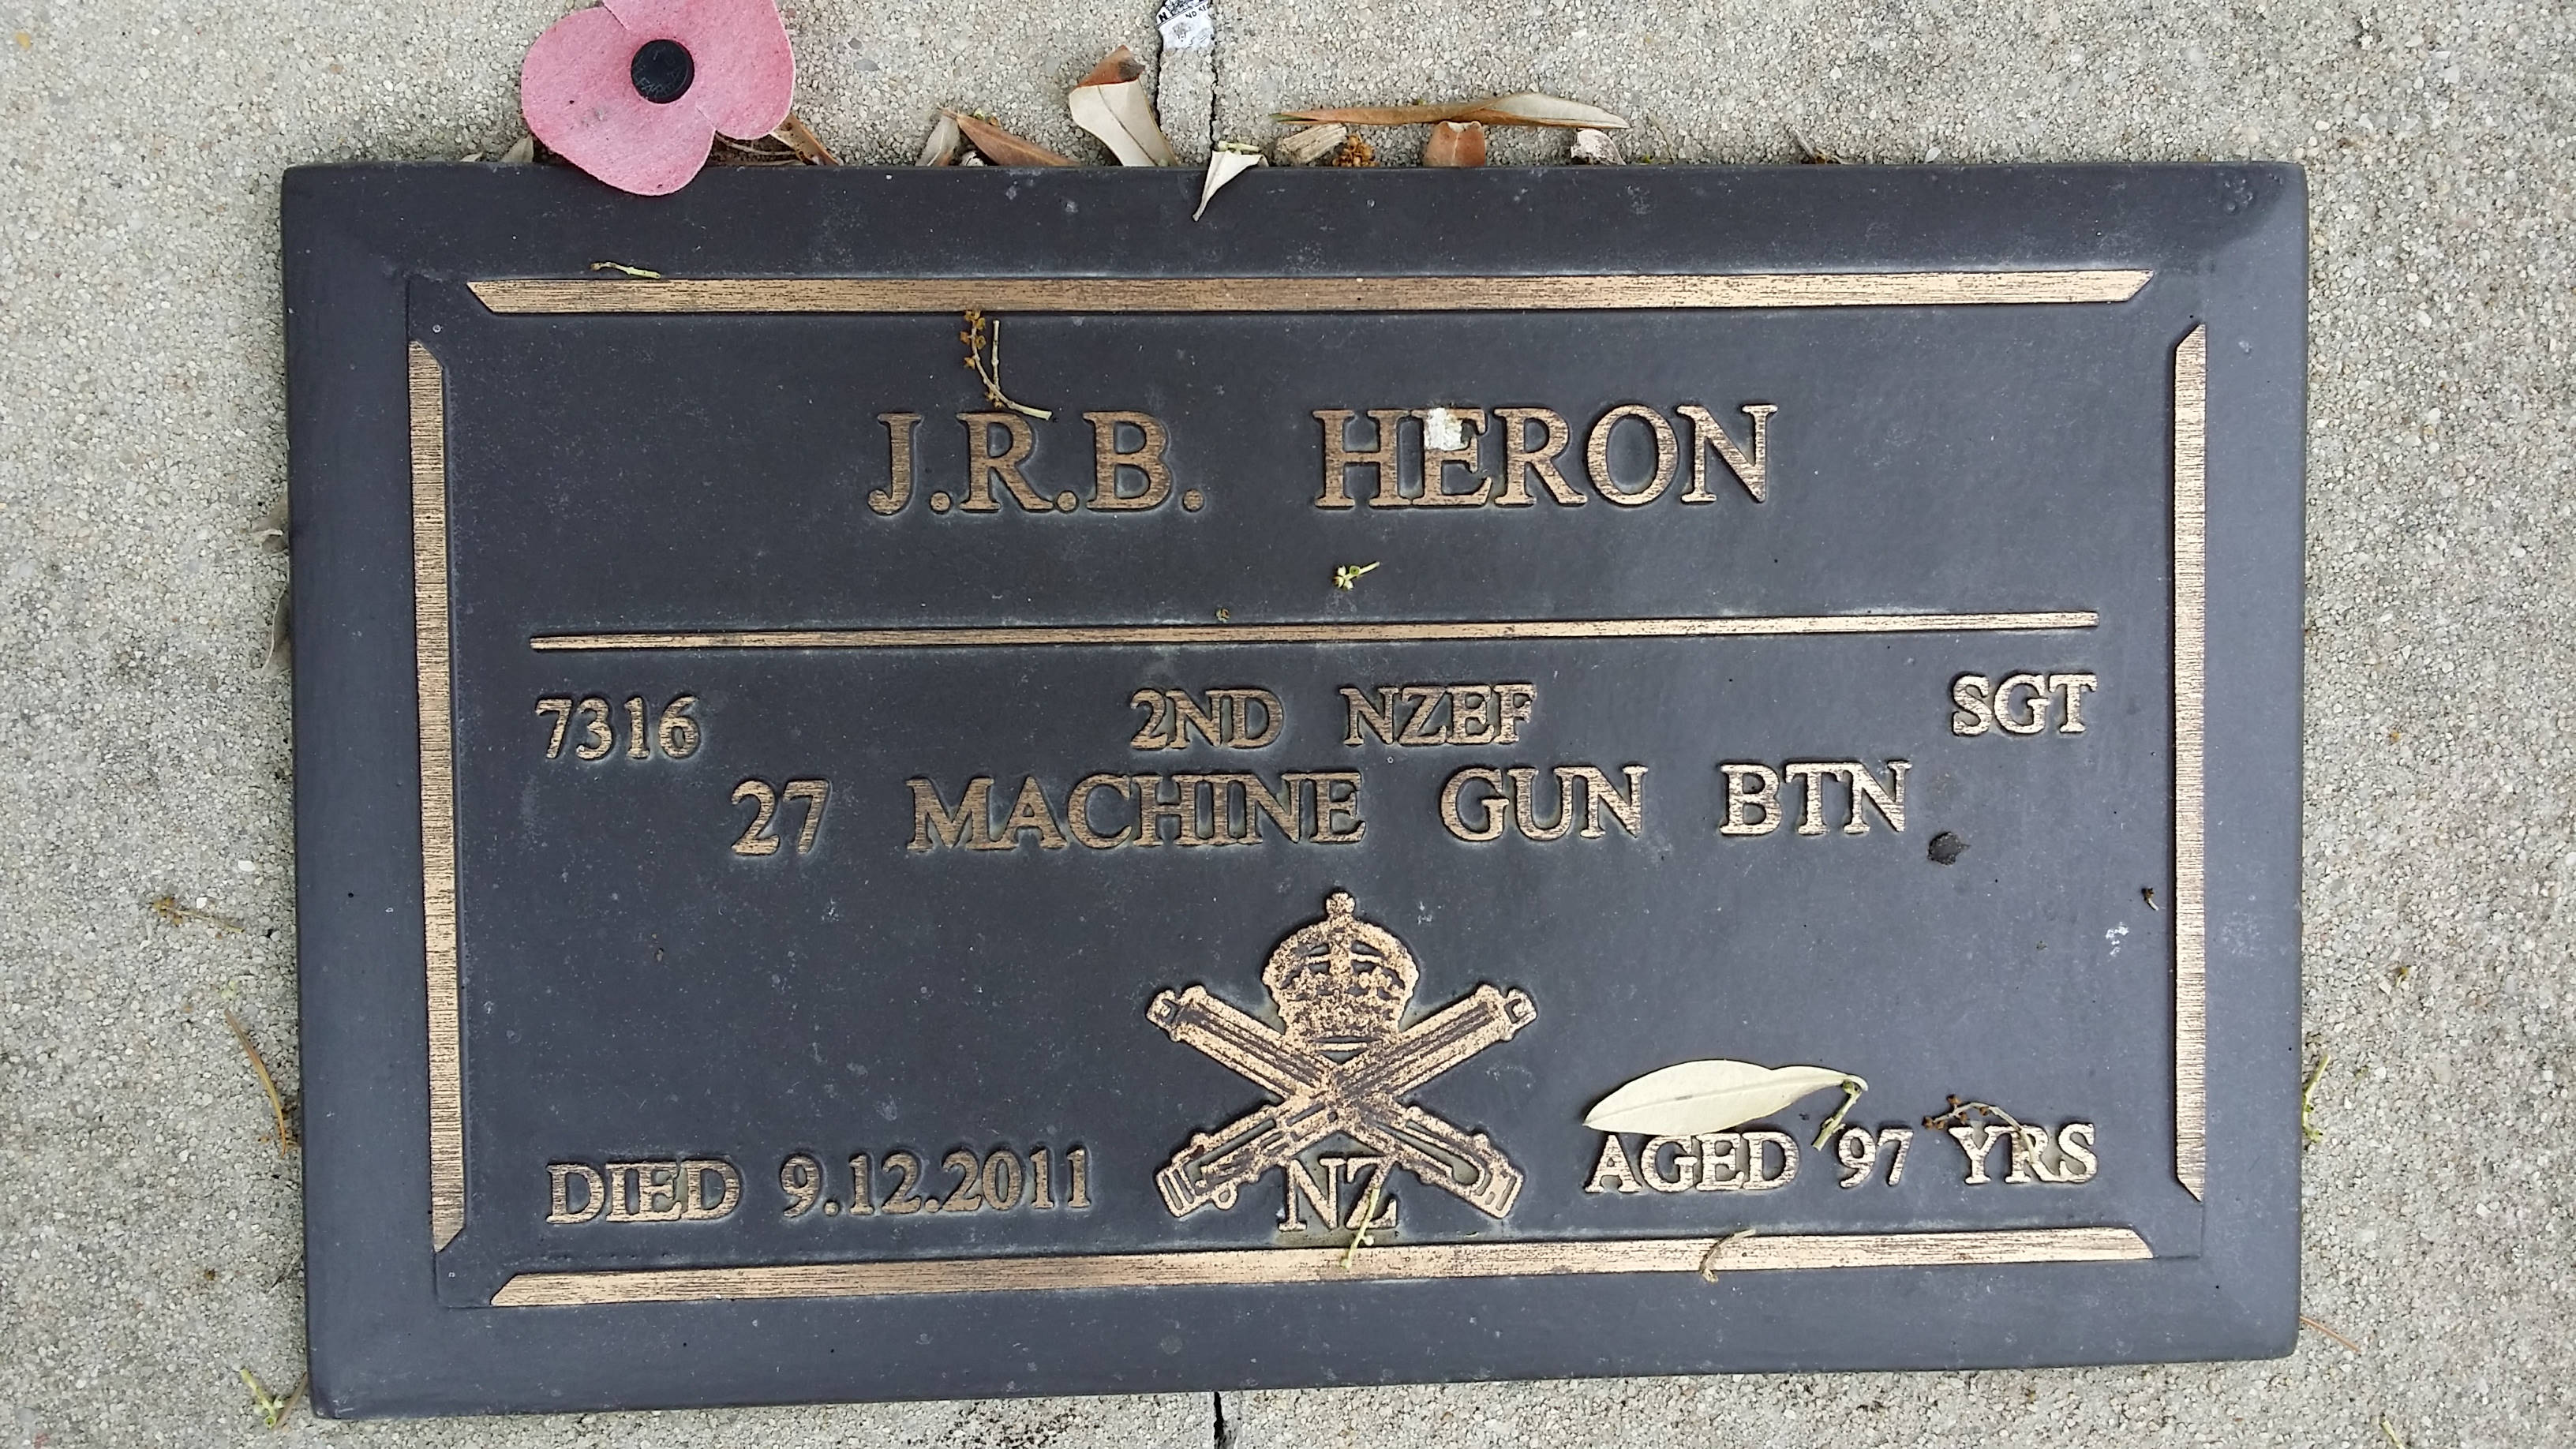 J.R.B. HERON
7316 2ND NZEF SGT
27 MACHINE GUN BTN
DIED 9.12.2011 NZ AGED 97 YRS